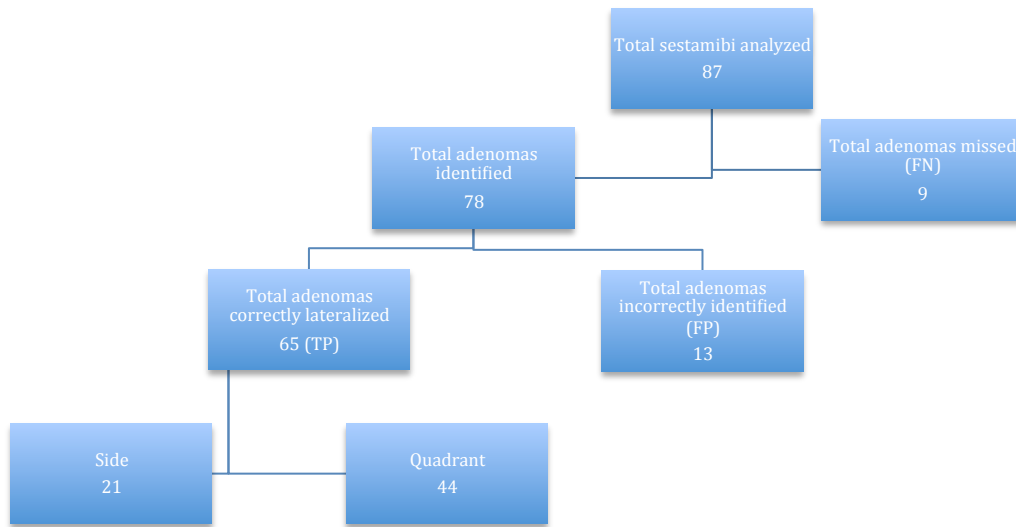 Total sestamibi analyzed
87
Total adenomas
identified
78
Total adenomas missed
(FN)
9
Total adenomas
correctly lateralized
65 (TP)
Total adenomas
incorrectly identified
(FP)
13
Side
21
Quadrant
44